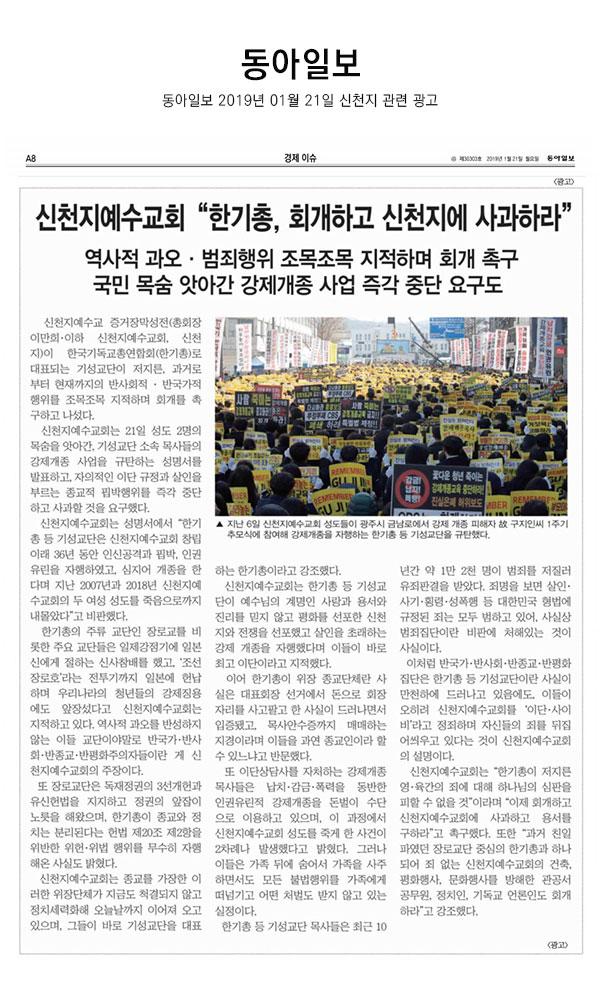 동아일보
동아일보 2019년 01월 21일 신천지 관련 광고
A8
경제 이슈
제30303호 2019년 1월 21일 월요일 동아일보
〈광고〉
신천지예수교회 “한기총, 회개하고 신천지에 사과하라”
역사적 과오 · 범죄행위 조목조목 지적하며 회개 촉구
국민 목숨 앗아간 강제개종 사업 즉각 중단 요구도
신천지예수교 증거장막성전(총회장
이만희·이하 신천지예수교회, 신천
지)이 한국기독교총연합회(한기총)로
대표되는 기성교단이 저지른, 과거로
부터 현재까지의 반사회적 · 반국가적
행위를 조목조목 지적하며 회개를 촉
구하고 나섰다.
신천지예수교회는 21일 성도 2명의
목숨을 앗아간, 기성교단 소속 목사들의
강제개종 사업을 규탄하는 성명서를
발표하고, 자의적인 이단 규정과 살인을
부르는 종교적 핍박행위를 즉각 중단
하고 사과할 것을 요구했다.
신천지예수교회는 성명서에서 “한기
총 등 기성교단은 신천지예수교회 창립
이래 36년 동안 인신공격과 핍박, 인권
유린을 자행하였고, 심지어 개종을 한
다며 지난 2007년과 2018년 신천지예
수교회의 두 여성 성도를 죽음으로까지
내몰았다”고 비판했다.
한기총의 주류 교단인 장로교를 비
롯한 주요 교단들은 일제강점기에 일본
신에게 절하는 신사참배를 했고, ‘조선
장로호’라는 전투기까지 일본에 헌납
하며 우리나라의 청년들의 강제징용
에도 앞장섰다고 신천지예수교회는
지적하고 있다. 역사적 과오를 반성하지
않는 이들 교단이야말로 반국가·반사
회·반종교·반평화주의자들이란 게 신
천지예수교회의 주장이다.
또 장로교단은 독재정권의 3선개헌과
유신헌법을 지지하고 정권의 앞잡이
노릇을 해왔으며, 한기총이 종교와 정
치는 분리된다는 헌법 제20조 제2항을
위반한 위헌·위법 행위를 무수히 자행
해온 사실도 밝혔다.
신천지예수교회는 종교를 가장한 이
러한 위장단체가 지금도 척결되지 않고
정치세력화해 오늘날까지 이어져 오고
있으며, 그들이 바로 기성교단을 대표
▲ 지난 6일 신천지예수교회 성도들이 광주시 금남로에서 강제 개종 피해자 故 구지인씨 1주기
추모식에 참여해 강제개종을 자행하는 한기총 등 기성교단을 규탄했다.
하는 한기총이라고 강조했다.
신천지예수교회는 한기총 등 기성교
단이 예수님의 계명인 사랑과 용서와
진리를 믿지 않고 평화를 선포한 신천
지와 전쟁을 선포했고 살인을 초래하는
강제 개종을 자행했다며 이들이 바로
죄고 이단이라고 지적했다.
이어 한기총이 위장 종교단체란 사
실은 대표회장 선거에서 돈으로 회장
자리를 사고팔고 한 사실이 드러나면서
입증됐고, 목사안수증까지 매매하는
지경이라며 이들을 과연 종교인이라 할
수 있느냐고 반문했다.
또 이단상담사를 자처하는 강제개종
목사들은 납치·감금·폭력을 동반한
인권유린적 강제개종을 돈벌이 수단
으로 이용하고 있으며, 이 과정에서
신천지예수교회 성도를 죽게 한 사건이
2차례나 발생했다고 밝혔다. 그러나
이들은 가족 뒤에 숨어서 가족을 사주
하면서도 모든 불법행위를 가족에게
떠넘기고 어떤 처벌도 받지 않고 있는
실정이다.
한기총 등 기성교단 목사들은 최근 10
년간 약 1만 2천 명이 범죄를 저질러
유죄판결을 받았다. 죄명을 보면 살인·
사기·횡령·성폭행 등 대한민국 형법에
규정된 죄는 모두 범하고 있어, 사실상
범죄집단이란 비판에 처해있는 것이
사실이다.
이처럼 반국가·반사회·반종교·반평화
집단은 한기총 등 기성교단이란 사실이
만천하에 드러나고 있음에도, 이들이
오히려 신천지예수교회를 ‘이단·사이
비’라고 정죄하며 자신들의 죄를 뒤집
어씌우고 있다는 것이 신천지예수교회
의 설명이다.
신천지예수교회는 “한기총이 저지른
영·육간의 죄에 대해 하나님의 심판을
피할 수 없을 것”이라며 “이제 회개하고
신천지예수교회에 사과하고 용서를
구하라”고 촉구했다. 또한 “과거 친일
파였던 장로교단 중심의 한기총과 하나
되어 죄 없는 신천지예수교회의 건축,
평화행사, 문화행사를 방해한 관공서
공무원, 정치인, 기독교 언론인도 회개
하라”고 강조했다.
〈광고〉